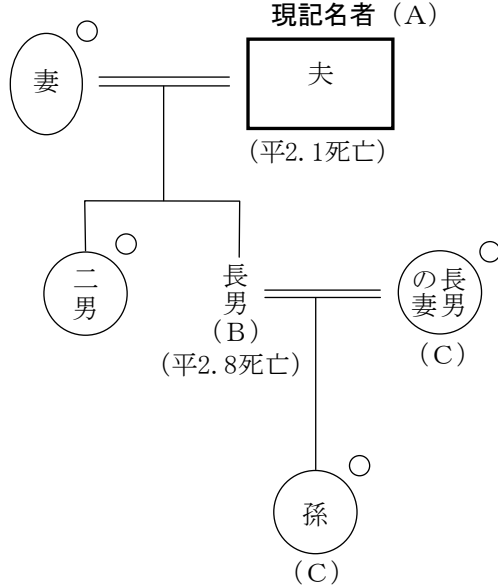 現記名者（A）
妻
夫
（平2.1死亡）
二男
長男
（B）
（平2.8死亡）
長男の妻
（C）
孫
（C）